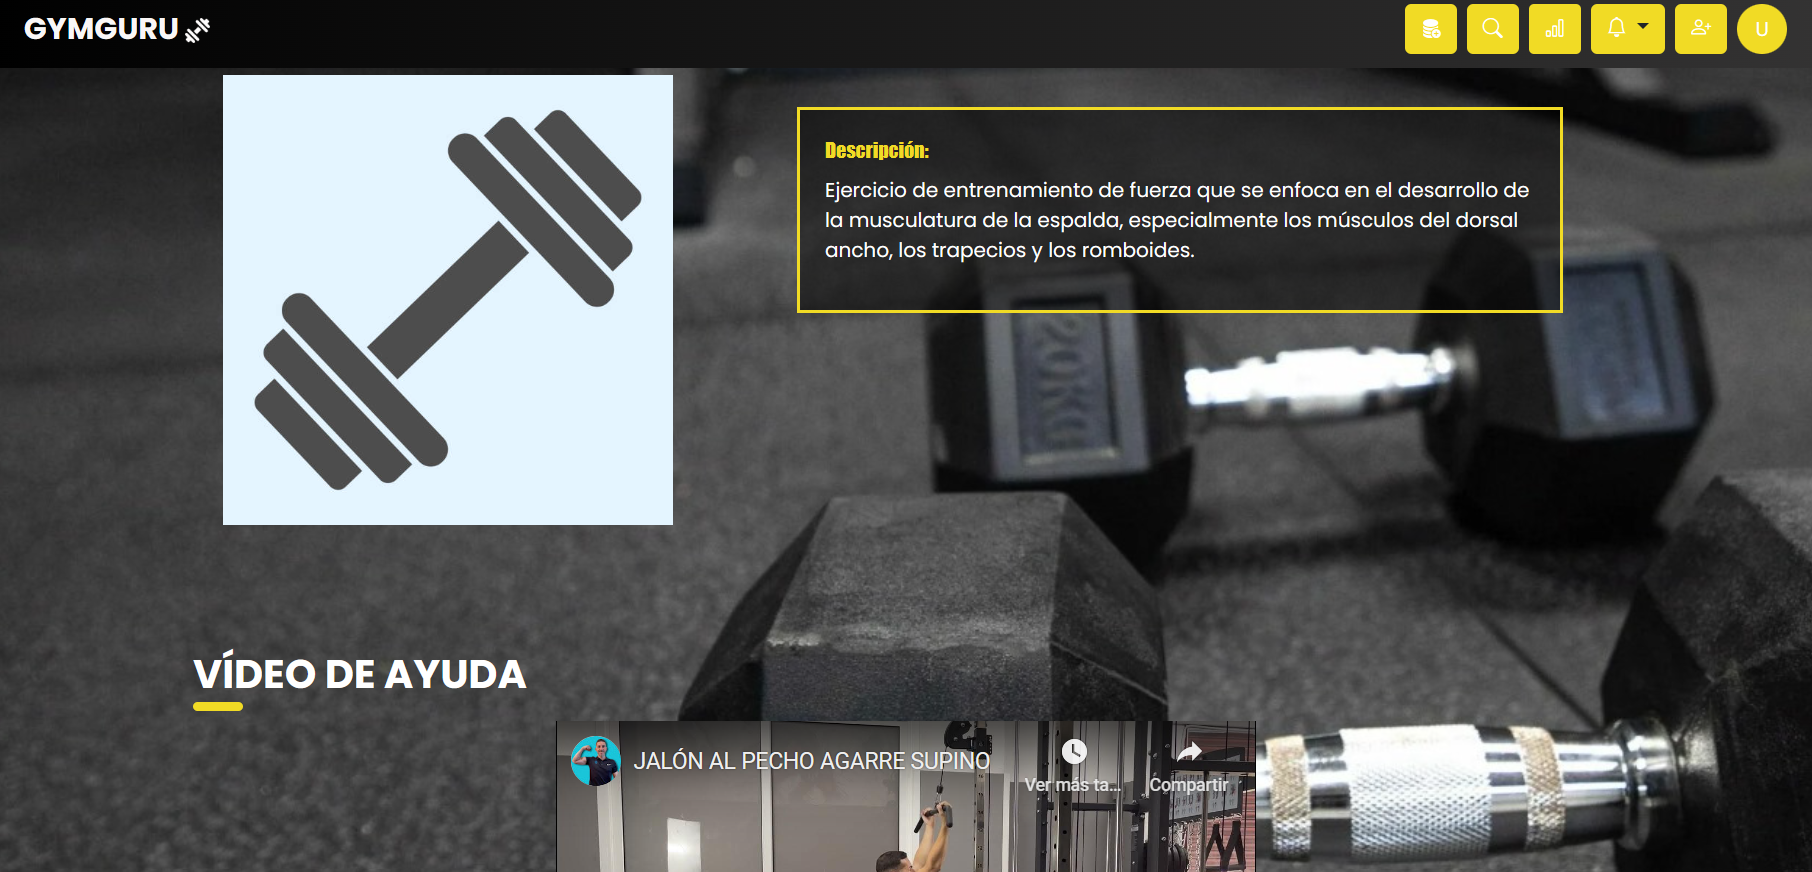 GYMGURU
U
Descripción:
Ejercicio de entrenamiento de fuerza que se enfoca en el desarrollo de
la musculatura de la espalda, especialmente los músculos del dorsal
ancho, los trapecios y los romboides.
20KG
VÍDEO DE AYUDA
JALÓN AL PECHO AGARRE SUPINO
Ver más ta...
Compartir